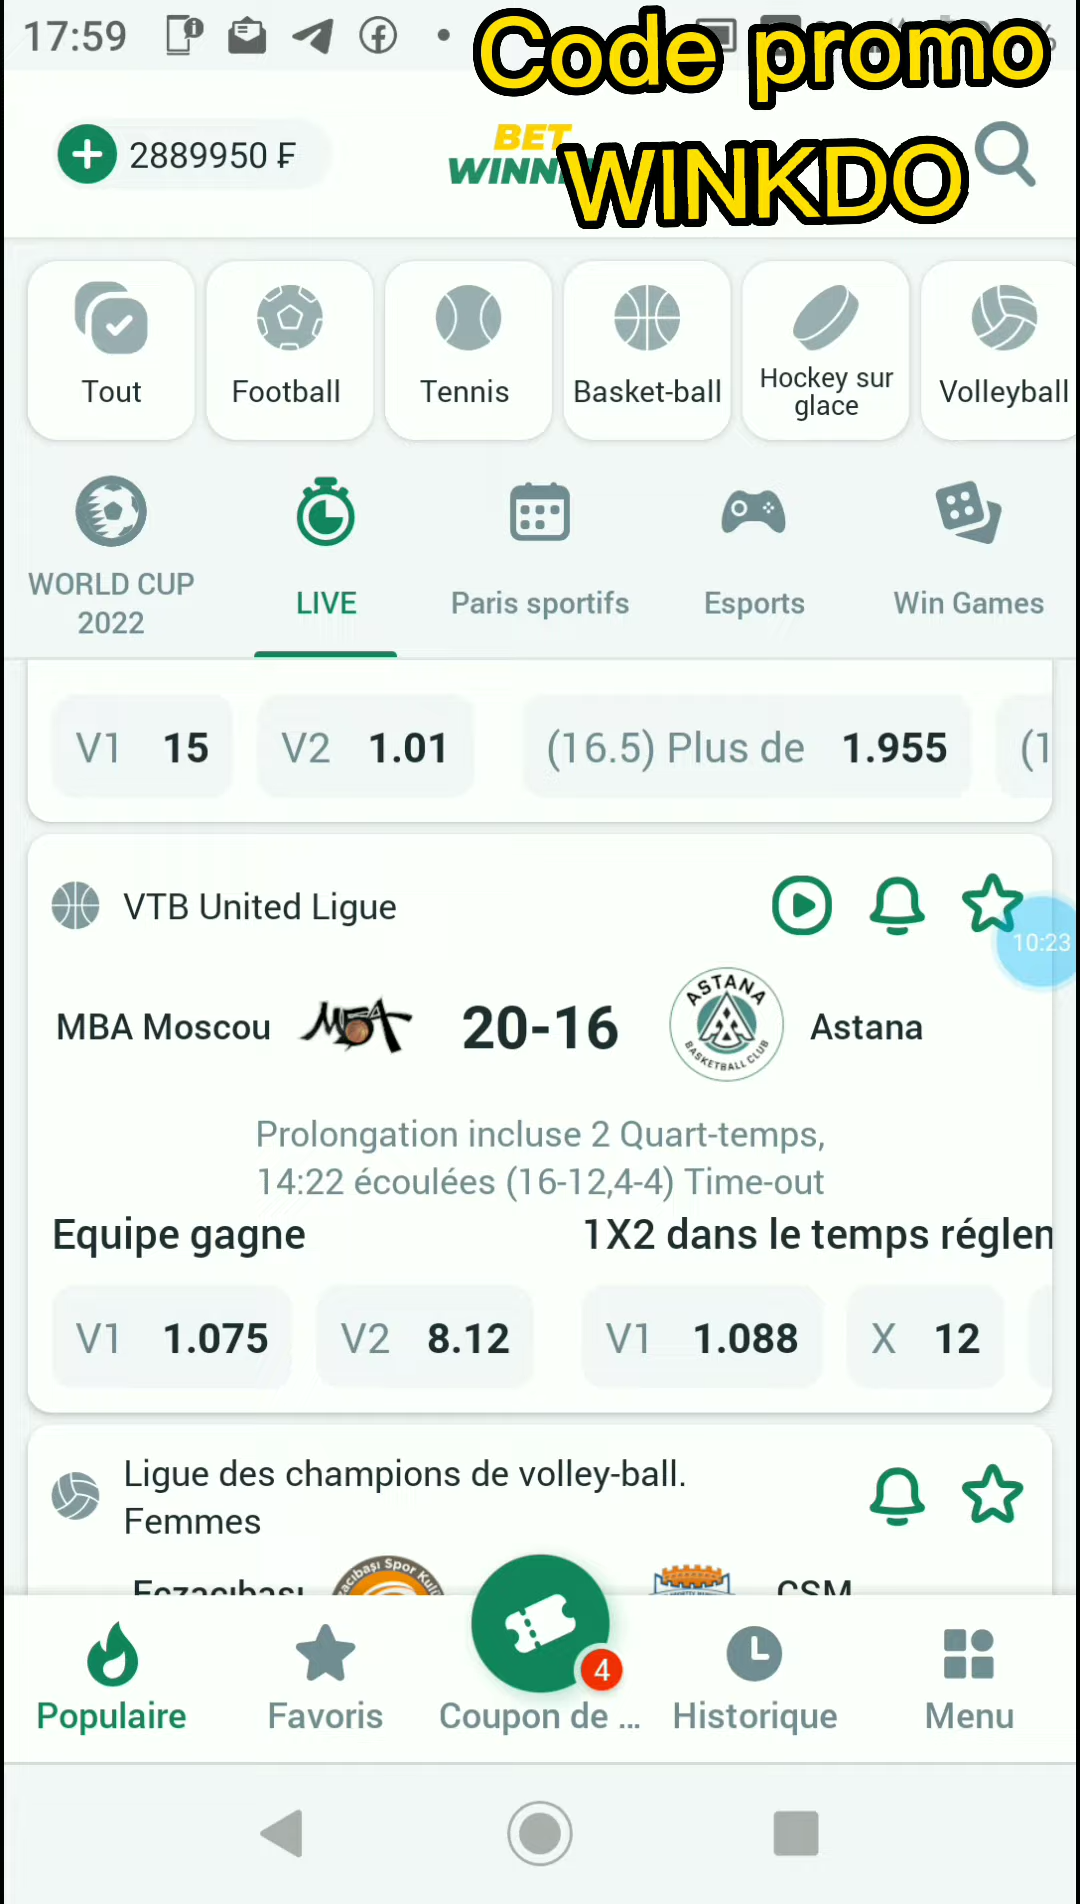 17:59
Code promo
2889950 ₣
BET
WINN
WINKDO
Tout
Football
Tennis
Basket-ball
Hockey sur
glace
Volleyball
WORLD CUP
2022
LIVE
Paris sportifs
Esports
Win Games
V1 15
V2 1.01
(16.5) Plus de 1.955
(1
VTB United Ligue
10:23
MBA Moscou
MBA
20-16
ASTANA
BASKETBALL CLUB
Astana
Prolongation incluse 2 Quart-temps,
14:22 écoulées (16-12,4-4) Time-out
Equipe gagne
1X2 dans le temps réglen
V1 1.075
V2 8.12
V1 1.088
X 12
Ligue des champions de volley-ball.
Femmes
Eczacıbaşı
CSM
4
Populaire
Favoris
Coupon de ...
Historique
Menu